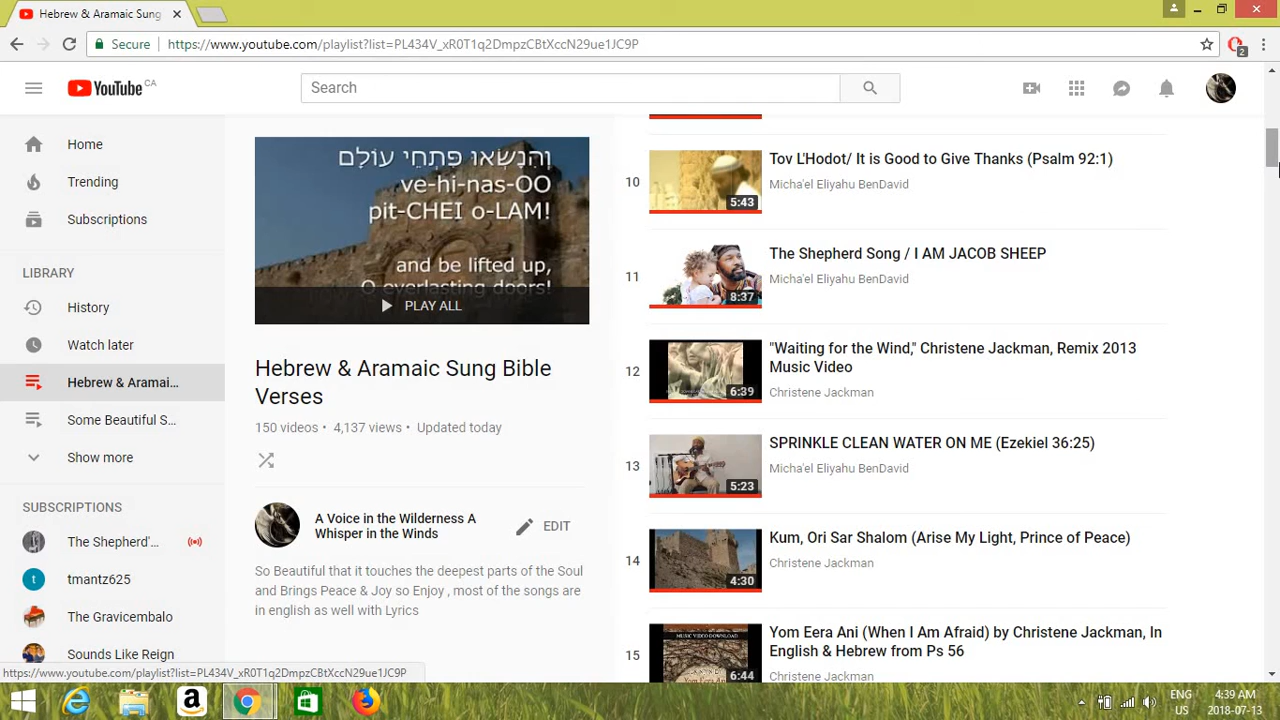 Hebrew & Aramaic Sung
Secure
https://www.youtube.com/playlist?list=PL434V_xR0T1q2DmpzCBtXccN29ue1JC9P
2
YouTube CA
Search
Home
Trending
Subscriptions
LIBRARY
History
Watch later
Hebrew & Aramai...
Some Beautiful S...
Show more
SUBSCRIPTIONS
The Shepherd'...
t
tmantz625
The Gravicembalo
Sounds Like Reign
וְהִנָּשְׂאוּ פִּתְחֵי עוֹלָם
ve-hi-nas-OO
pit-CHEI o-LAM!
and be lifted up,
O everlasting doors!
PLAY ALL
Hebrew & Aramaic Sung Bible
Verses
150 videos • 4,137 views • Updated today
A Voice in the Wilderness A
Whisper in the Winds
EDIT
So Beautiful that it touches the deepest parts of the Soul
and Brings Peace & Joy so Enjoy , most of the songs are
in english as well with Lyrics
10
5:43
Tov L'Hodot/ It is Good to Give Thanks (Psalm 92:1)
Micha'el Eliyahu BenDavid
11
8:37
The Shepherd Song / I AM JACOB SHEEP
Micha'el Eliyahu BenDavid
12
6:39
"Waiting for the Wind," Christene Jackman, Remix 2013
Music Video
Christene Jackman
13
5:23
SPRINKLE CLEAN WATER ON ME (Ezekiel 36:25)
Micha'el Eliyahu BenDavid
14
4:30
Kum, Ori Sar Shalom (Arise My Light, Prince of Peace)
Christene Jackman
15
MUSIC VIDEO DOWNLOAD
6:44
Yom Eera Ani (When I Am Afraid) by Christene Jackman, In
English & Hebrew from Ps 56
Christene Jackman
https://www.youtube.com/playlist?list=PL434V_xR0T1q2DmpzCBtXccN29ue1JC9P
ENG
US
4:39 AM
2018-07-13